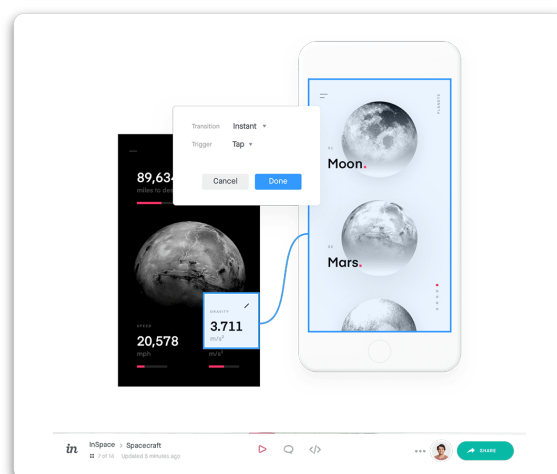 Transition Instant
Trigger Tap
Cancel Done
89,634
miles to des
SPEED
20,578
mph
GRAVITY
3.711
m/s²
m/s²
PLANETS
02
Moon.
03
Mars.
in
InSpace > Spacecraft
7 of 14 Updated 5 minutes ago
</>
SHARE